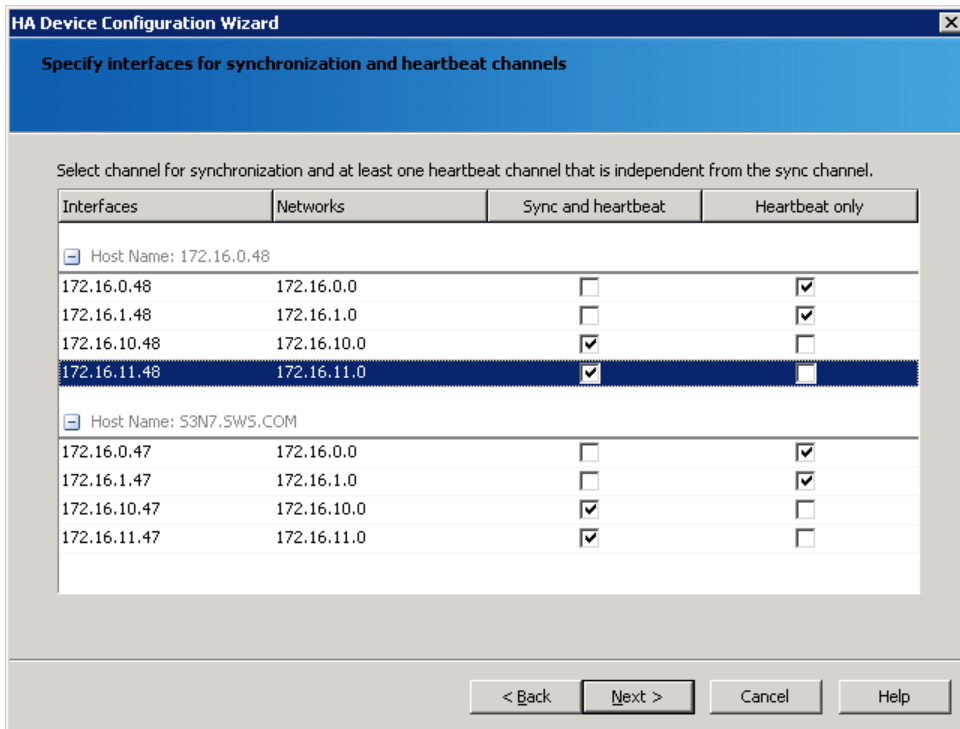 HA Device Configuration Wizard
Specify interfaces for synchronization and heartbeat channels
Select channel for synchronization and at least one heartbeat channel that is independent from the sync channel.
Interfaces Networks Sync and heartbeat Heartbeat only
Host Name: 172.16.0.48
172.16.0.48 172.16.0.0
172.16.1.48 172.16.1.0
172.16.10.48 172.16.10.0
172.16.11.48 172.16.11.0
Host Name: S3N7.SWS.COM
172.16.0.47 172.16.0.0
172.16.1.47 172.16.1.0
172.16.10.47 172.16.10.0
172.16.11.47 172.16.11.0
< Back Next > Cancel Help